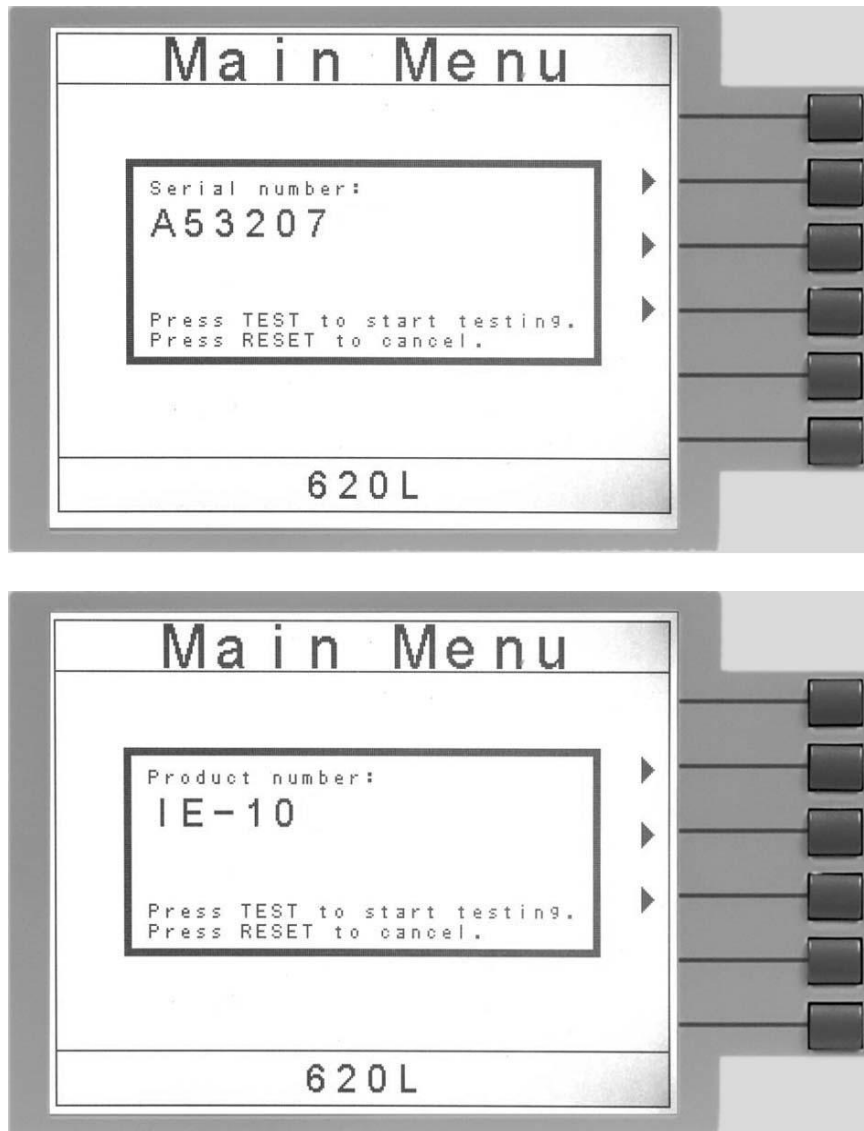 Main Menu
Serial number:
A53207
Press TEST to start testing.
Press RESET to cancel.
620L
Main Menu
Product number:
IE-10
Press TEST to start testing.
Press RESET to cancel.
620L